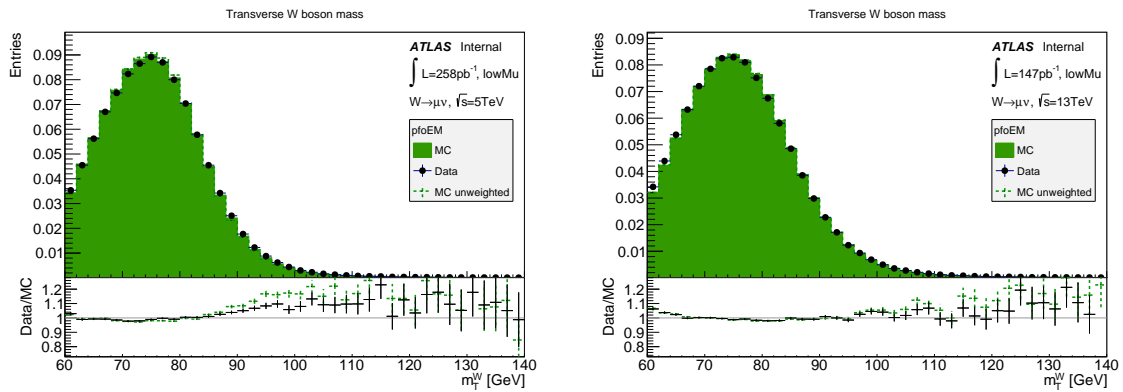 Transverse W boson mass
Entries
0.09
0.08
0.07
0.06
0.05
0.04
0.03
0.02
0.01
ATLAS Internal
∫ L=258pb⁻¹, lowMu
W→μν, √s=5TeV
pfoEM
MC
Data
MC unweighted
Data/MC
1.2
1.1
1
0.9
0.8
60 70 80 90 100 110 120 130 140
m_T^W [GeV]
Transverse W boson mass
Entries
0.09
0.08
0.07
0.06
0.05
0.04
0.03
0.02
0.01
ATLAS Internal
∫ L=147pb⁻¹, lowMu
W→μν, √s=13TeV
pfoEM
MC
Data
MC unweighted
Data/MC
1.2
1.1
1
0.9
0.8
60 70 80 90 100 110 120 130 140
m_T^W [GeV]